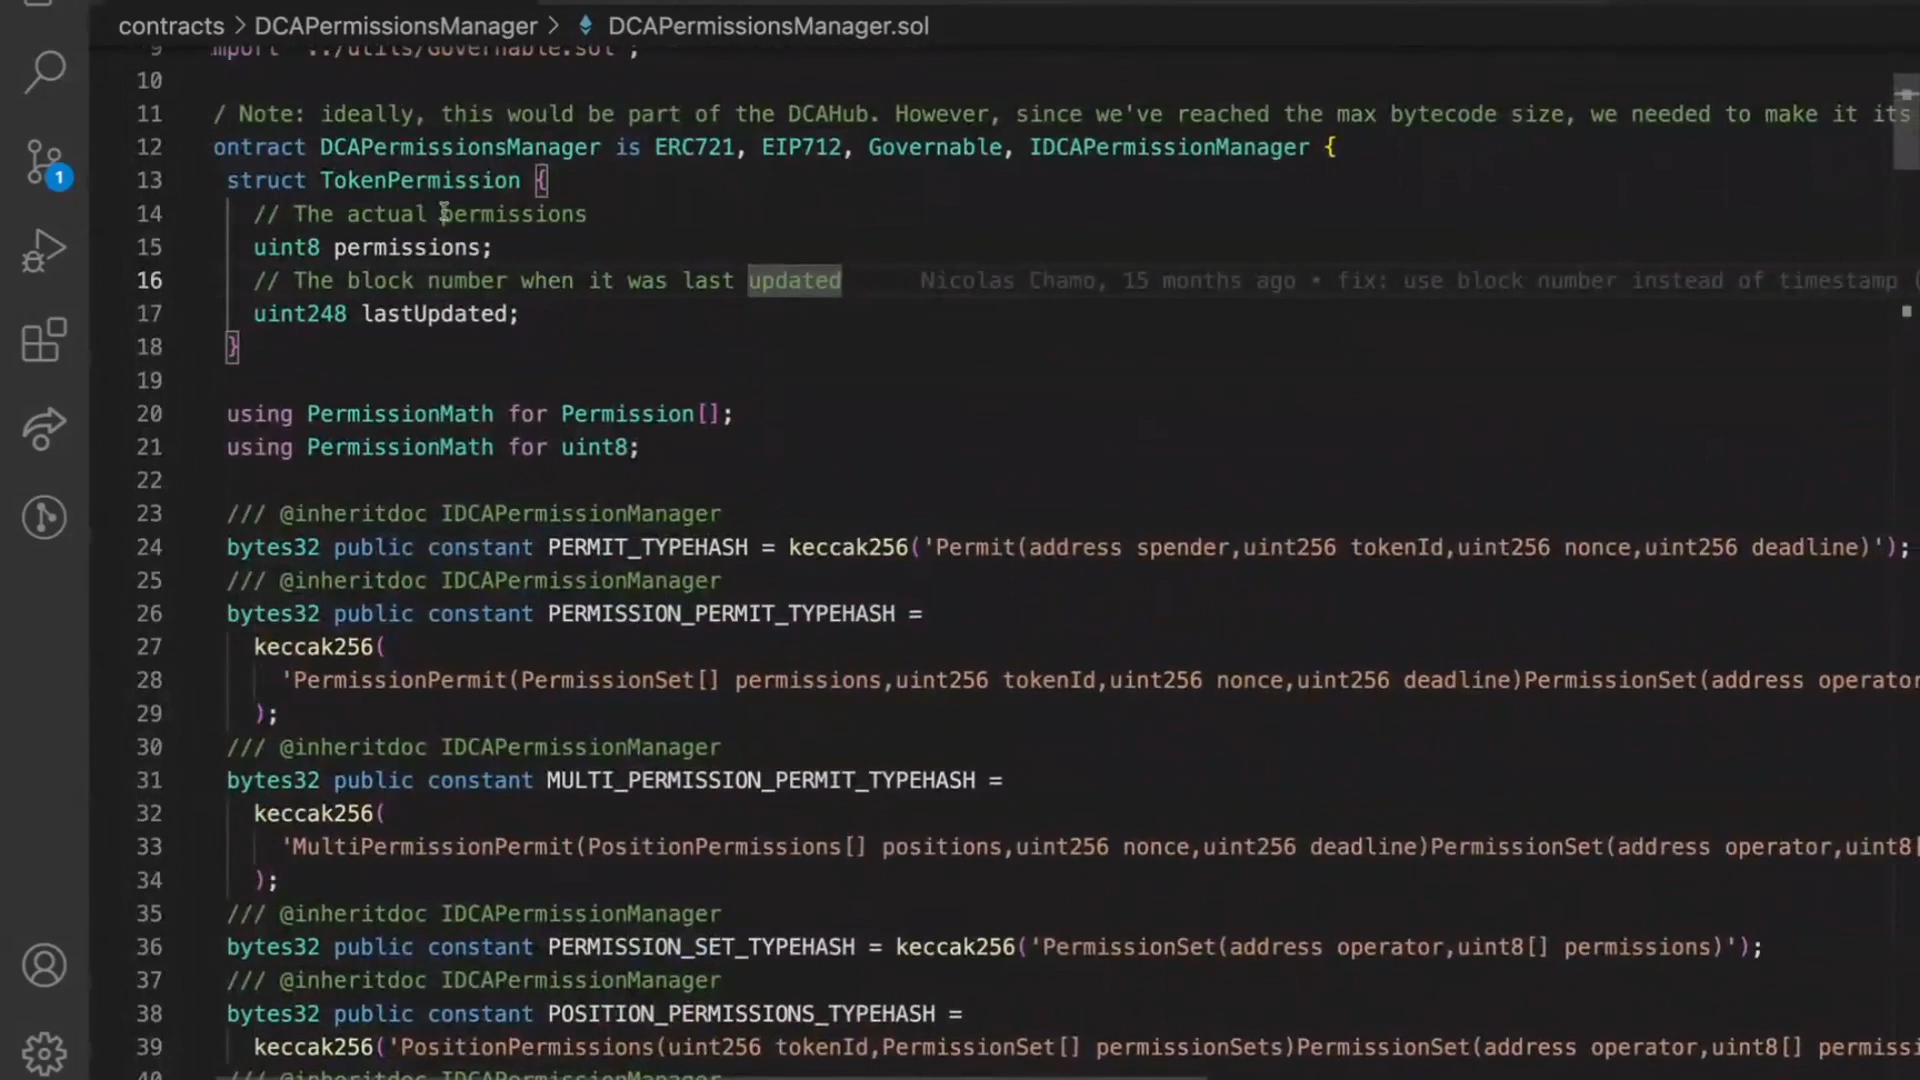 contracts > DCAPermissionsManager > DCAPermissionsManager.sol
9 import '../utils/Governable.sol';
10
11 / Note: ideally, this would be part of the DCAHub. However, since we've reached the max bytecode size, we needed to make it its
12 ontract DCAPermissionsManager is ERC721, EIP712, Governable, IDCAPermissionManager {
13 struct TokenPermission {
14 // The actual permissions
15 uint8 permissions;
16 // The block number when it was last updated Nicolas Chamo, 15 months ago • fix: use block number instead of timestamp (
17 uint248 lastUpdated;
18 }
19
20 using PermissionMath for Permission[];
21 using PermissionMath for uint8;
22
23 /// @inheritdoc IDCAPermissionManager
24 bytes32 public constant PERMIT_TYPEHASH = keccak256('Permit(address spender,uint256 tokenId,uint256 nonce,uint256 deadline)');
25 /// @inheritdoc IDCAPermissionManager
26 bytes32 public constant PERMISSION_PERMIT_TYPEHASH =
27 keccak256(
28 'PermissionPermit(PermissionSet[] permissions,uint256 tokenId,uint256 nonce,uint256 deadline)PermissionSet(address operator
29 );
30 /// @inheritdoc IDCAPermissionManager
31 bytes32 public constant MULTI_PERMISSION_PERMIT_TYPEHASH =
32 keccak256(
33 'MultiPermissionPermit(PositionPermissions[] positions,uint256 nonce,uint256 deadline)PermissionSet(address operator,uint8[
34 );
35 /// @inheritdoc IDCAPermissionManager
36 bytes32 public constant PERMISSION_SET_TYPEHASH = keccak256('PermissionSet(address operator,uint8[] permissions)');
37 /// @inheritdoc IDCAPermissionManager
38 bytes32 public constant POSITION_PERMISSIONS_TYPEHASH =
39 keccak256('PositionPermissions(uint256 tokenId,PermissionSet[] permissionSets)PermissionSet(address operator,uint8[] permissi
40 /// @inheritdoc IDCAPermissionManager
1